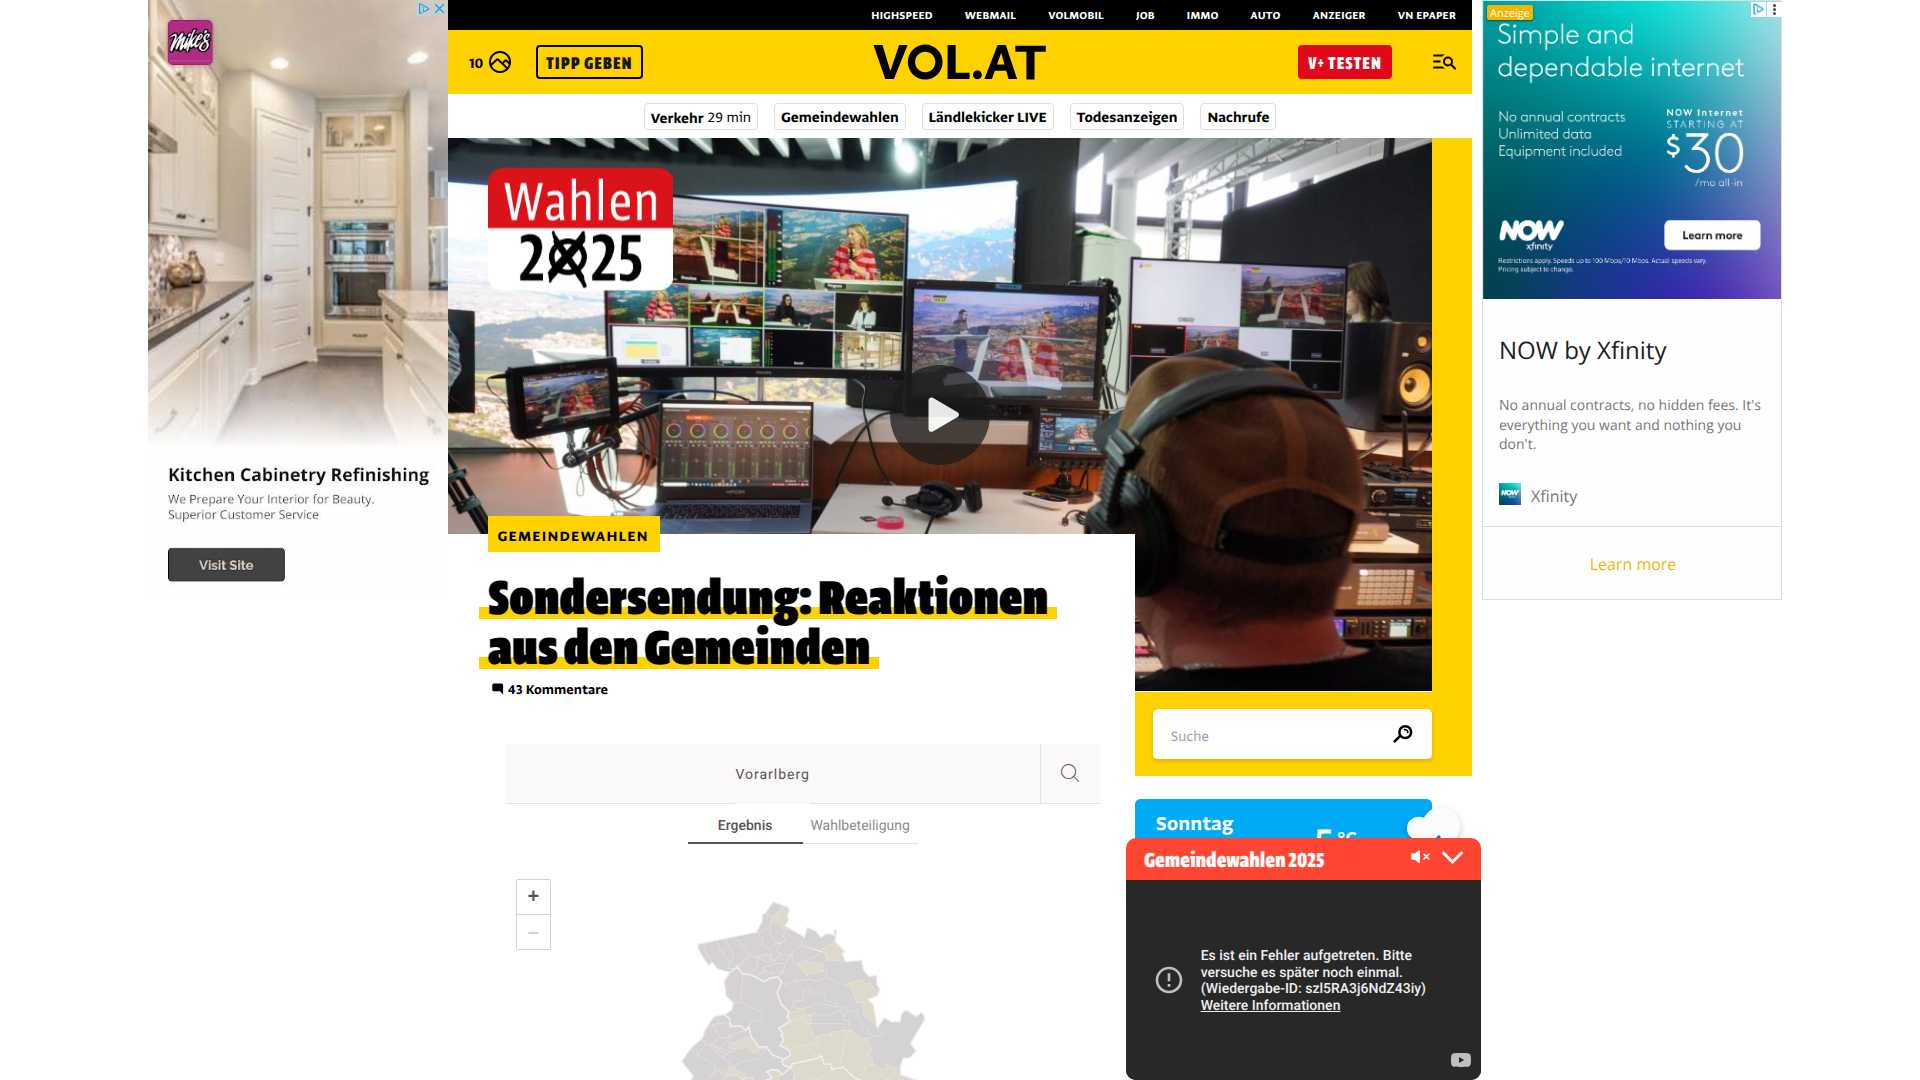 HIGHSPEED WEBMAIL VOLMOBIL JOB IMMO AUTO ANZEIGER VN EPAPER
10 TIPP GEBEN VOL.AT V+ TESTEN
Verkehr 29 min Gemeindewahlen Ländlekicker LIVE Todesanzeigen Nachrufe
Mike's
Kitchen Cabinetry Refinishing
We Prepare Your Interior for Beauty.
Superior Customer Service
Visit Site
Wahlen
2025
GEMEINDEWAHLEN
Sondersendung: Reaktionen
aus den Gemeinden
43 Kommentare
Vorarlberg
Ergebnis Wahlbeteiligung
+
−
Suche
Sonntag
5 °C
Gemeindewahlen 2025
Es ist ein Fehler aufgetreten. Bitte
versuche es später noch einmal.
(Wiedergabe-ID: szl5RA3j6NdZ43iy)
Weitere Informationen
Anzeige
Simple and
dependable internet
No annual contracts
Unlimited data
Equipment included
NOW Internet
STARTING AT
$30
/mo all-in
NOW
xfinity
Learn more
Restrictions apply. Speeds up to 100 Mbps/10 Mbps. Actual speeds vary.
Pricing subject to change.
NOW by Xfinity
No annual contracts, no hidden fees. It's
everything you want and nothing you
don't.
NOW
Xfinity
Learn more